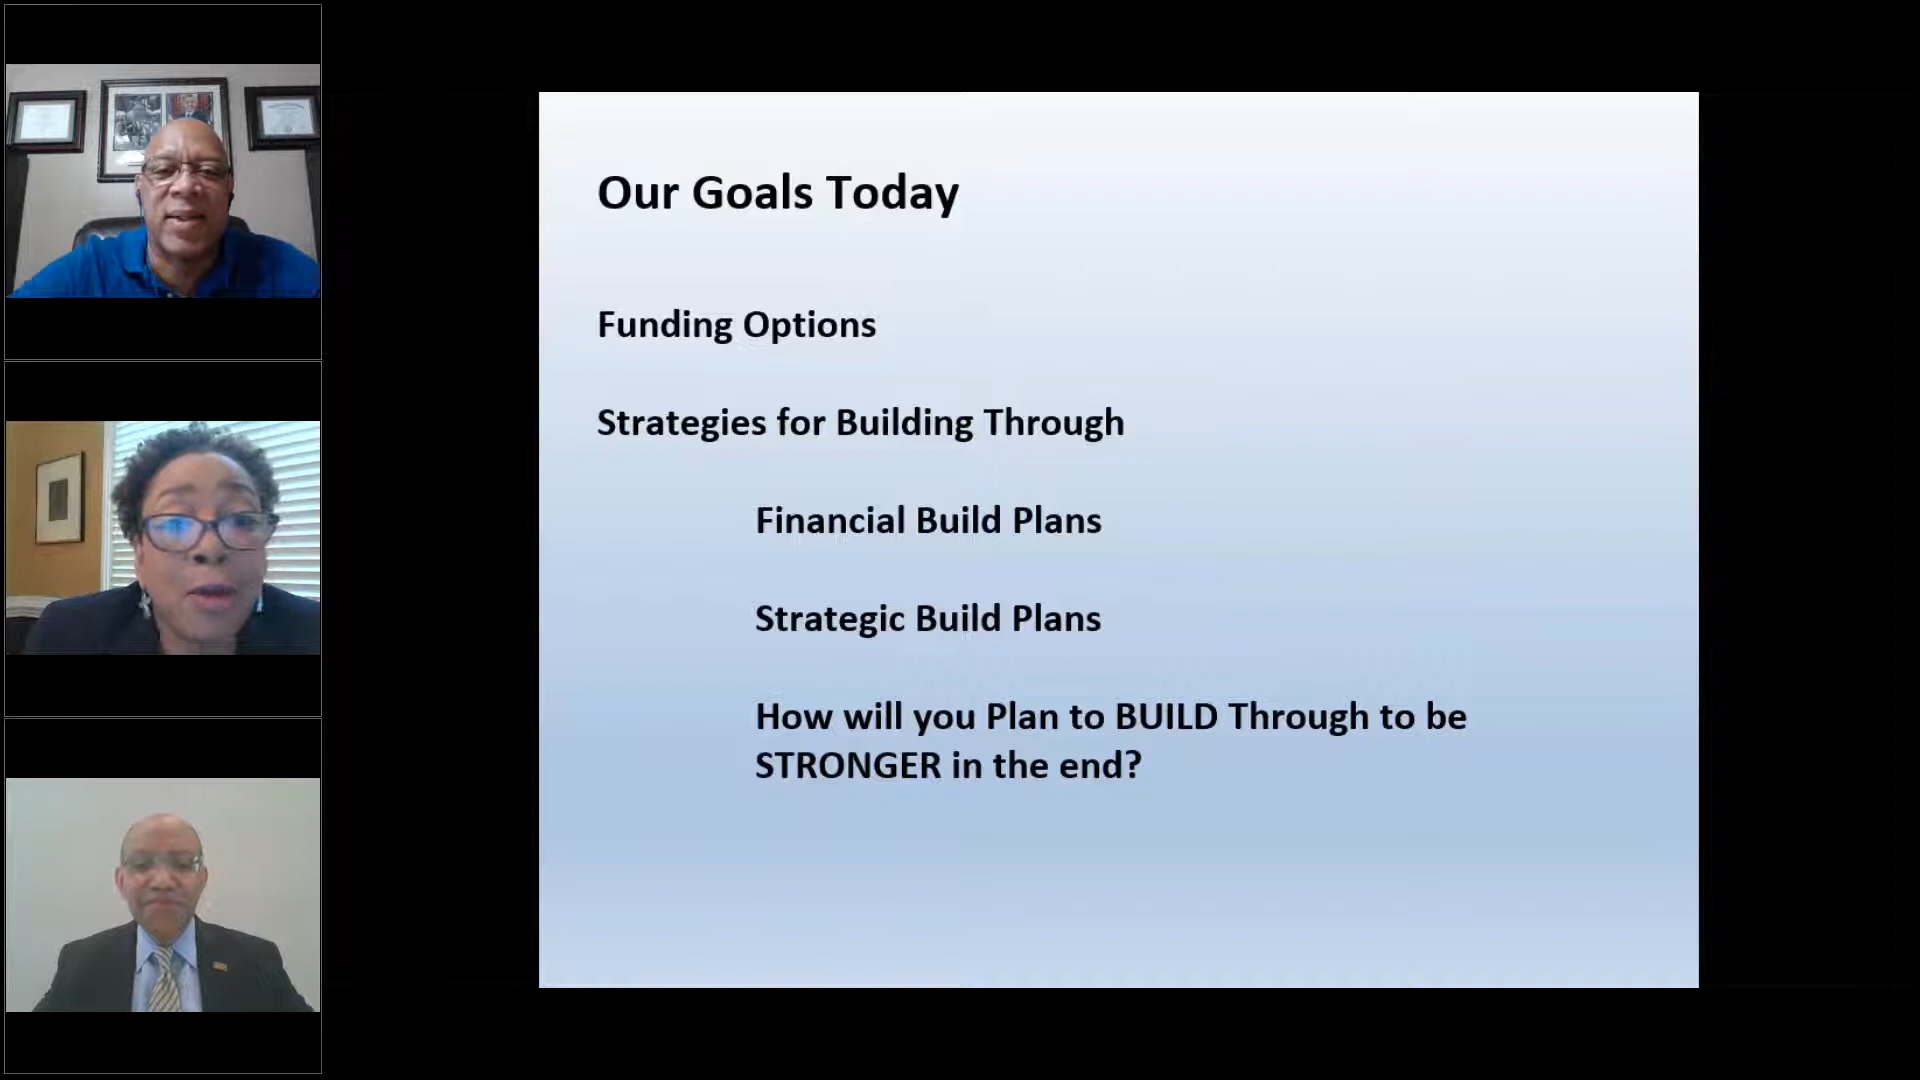 Our Goals Today
Funding Options
Strategies for Building Through
Financial Build Plans
Strategic Build Plans
How will you Plan to BUILD Through to be
STRONGER in the end?